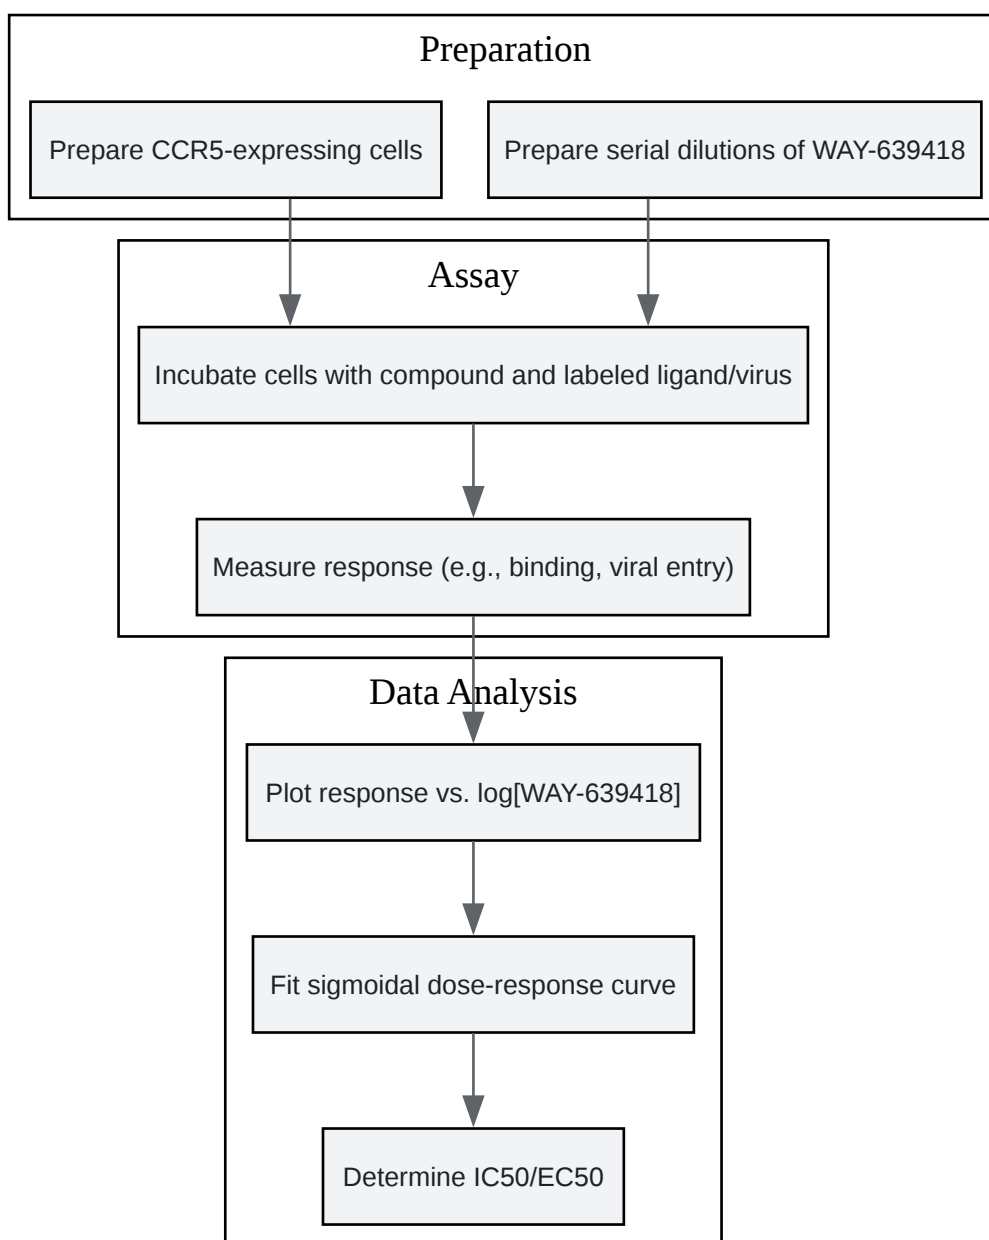 Preparation
Prepare CCR5-expressing cells
Prepare serial dilutions of WAY-639418
Assay
Incubate cells with compound and labeled ligand/virus
Measure response (e.g., binding, viral entry)
Data Analysis
Plot response vs. log[WAY-639418]
Fit sigmoidal dose-response curve
Determine IC50/EC50